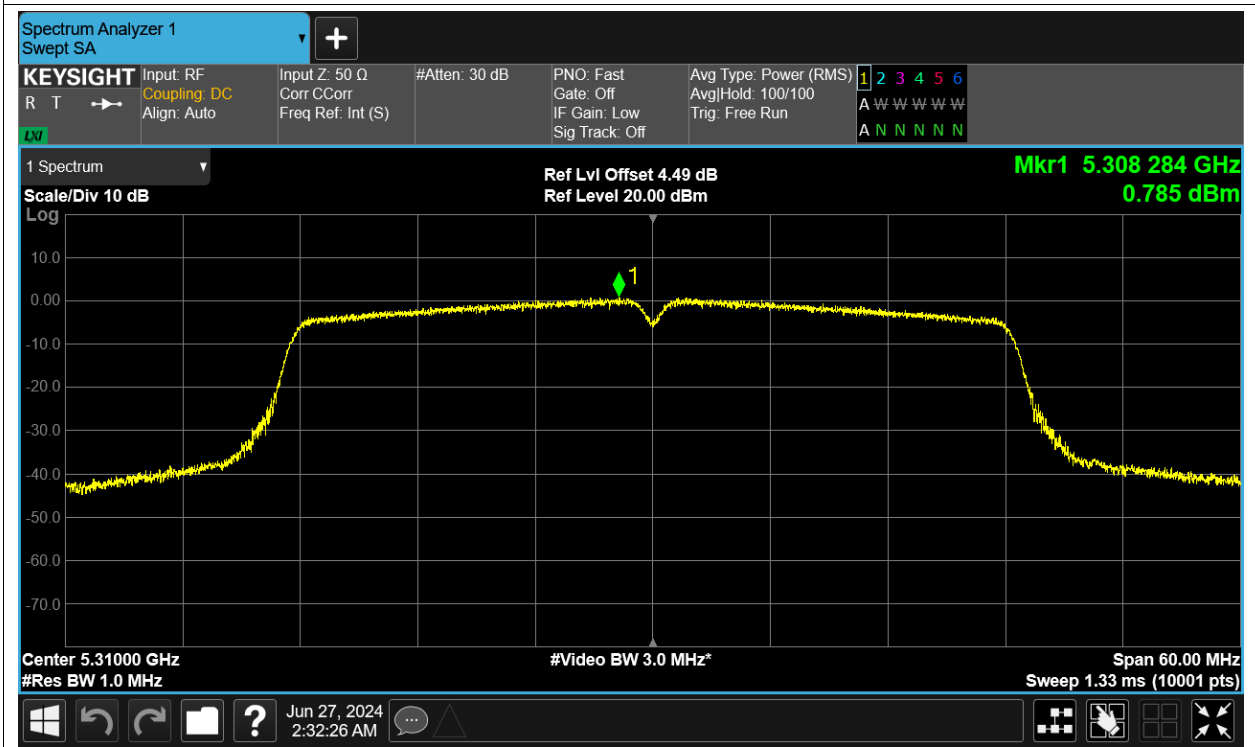 Spectrum Analyzer 1
Swept SA
KEYSIGHT
R T
LXI
Input: RF
Coupling: DC
Align: Auto
Input Z: 50 Ω
Corr CCorr
Freq Ref: Int (S)
#Atten: 30 dB
PNO: Fast
Gate: Off
IF Gain: Low
Sig Track: Off
Avg Type: Power (RMS)
Avg|Hold: 100/100
Trig: Free Run
1 2 3 4 5 6
A W W W W W
A N N N N N
1 Spectrum
Scale/Div 10 dB
Ref Lvl Offset 4.49 dB
Ref Level 20.00 dBm
Mkr1 5.308 284 GHz
0.785 dBm
Log
10.0
1
0.00
-10.0
-20.0
-30.0
-40.0
-50.0
-60.0
-70.0
Center 5.31000 GHz
#Res BW 1.0 MHz
#Video BW 3.0 MHz*
Span 60.00 MHz
Sweep 1.33 ms (10001 pts)
?
Jun 27, 2024
2:32:26 AM